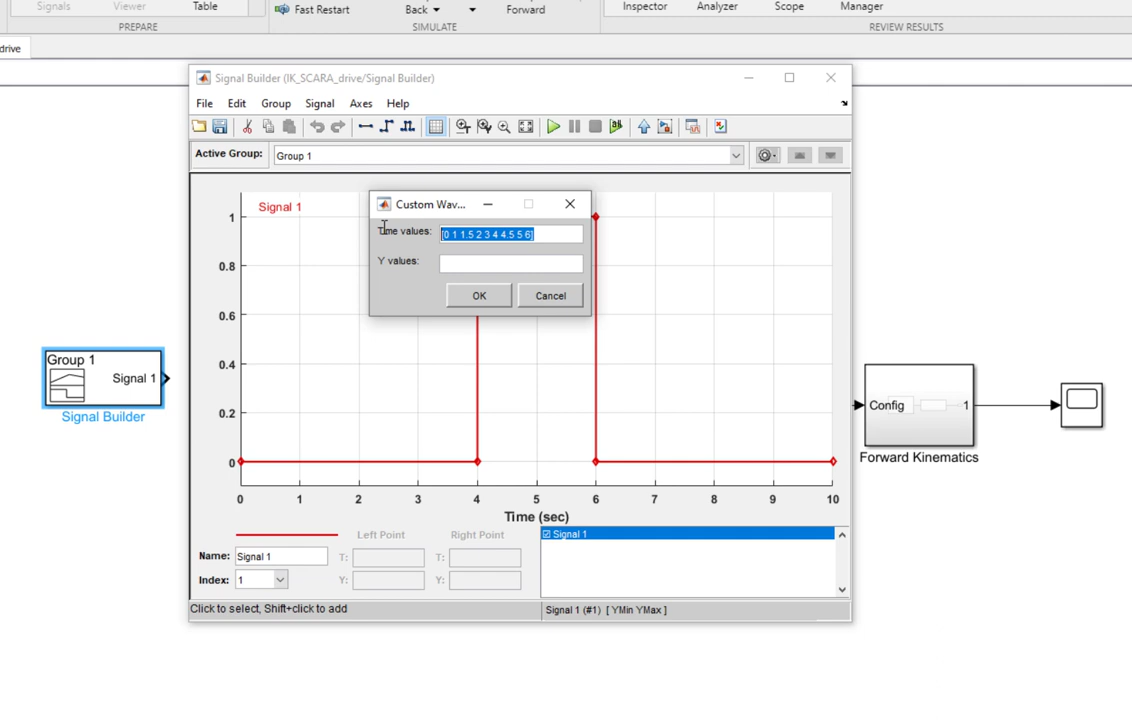 Signals Viewer Table
Fast Restart
Back Forward
Inspector Analyzer Scope Manager
PREPARE SIMULATE REVIEW RESULTS
drive
Signal Builder (IK_SCARA_drive/Signal Builder)
File Edit Group Signal Axes Help
Active Group: Group 1
Signal 1
Custom Wav...
Time values: [0 1 1.5 2 3 4 4.5 5 6]
Y values:
OK Cancel
1
0.8
0.6
0.4
0.2
0
0 1 2 3 4 5 6 7 8 9 10
Time (sec)
Group 1
Signal 1
Signal Builder
Config 1
Forward Kinematics
Left Point Right Point
Name: Signal 1 T: T:
Index: 1 Y: Y:
Signal 1
Click to select, Shift+click to add
Signal 1 (#1) [ YMin YMax ]